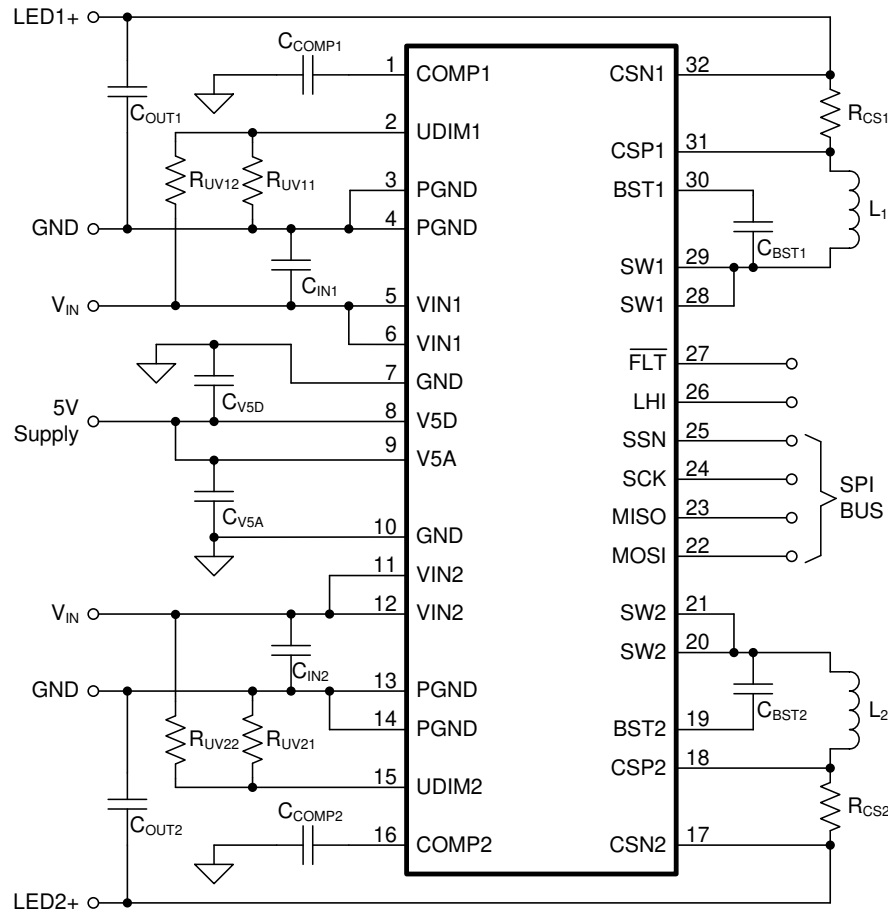 LED1+
C_COMP1
1 COMP1 CSN1 32
C_OUT1
R_CS1
2 UDIM1
CSP1 31
R_UV12 R_UV11
3 PGND BST1 30
L1
GND
4 PGND
C_BST1
C_IN1
SW1 29
V_IN
5 VIN1 SW1 28
6 VIN1
FLT 27
7 GND
C_V5D
LHI 26
5V
Supply
8 V5D
SSN 25
9 V5A
SCK 24
SPI
BUS
C_V5A
MISO 23
10 GND
MOSI 22
11 VIN2
V_IN
12 VIN2 SW2 21
SW2 20
C_IN2
GND
13 PGND
C_BST2
L2
14 PGND BST2 19
R_UV22 R_UV21
CSP2 18
15 UDIM2
C_OUT2
C_COMP2
R_CS2
16 COMP2 CSN2 17
LED2+